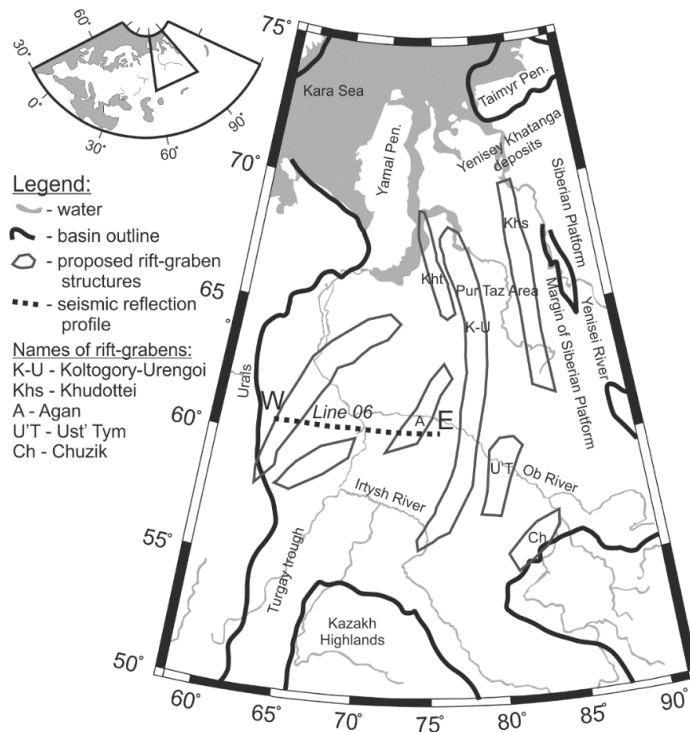 60°
30°
0°
30°
60°
90°
Legend:
- water
- basin outline
- proposed rift-graben
structures
- seismic reflection
profile
Names of rift-grabens:
K-U - Koltogory-Urengoi
Khs - Khudottei
A - Agan
U'T - Ust' Tym
Ch - Chuzik
75°
70°
65
60°
55°
50°
60°
65°
70°
75°
80°
85°
90°
Kara Sea
Taimyr Pen.
Yamal Pen.
Yenisey Khatanga
deposits
Siberian Platform
Khs
Kht
Pur Taz Area
K-U
Margin of Siberian Platform
Yenisei River
Urals
W
Line 06
A
E
U'T
Ob River
Irtysh River
Ch
Turgay trough
Kazakh
Highlands